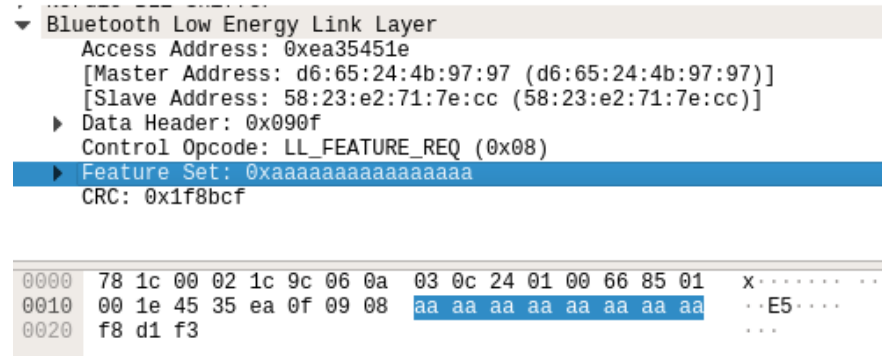 Bluetooth Low Energy Link Layer
Access Address: 0xea35451e
[Master Address: d6:65:24:4b:97:97 (d6:65:24:4b:97:97)]
[Slave Address: 58:23:e2:71:7e:cc (58:23:e2:71:7e:cc)]
Data Header: 0x090f
Control Opcode: LL_FEATURE_REQ (0x08)
Feature Set: 0xaaaaaaaaaaaaaaaa
CRC: 0x1f8bcf
0000 78 1c 00 02 1c 9c 06 0a 03 0c 24 01 00 66 85 01 x······· ··
0010 00 1e 45 35 ea 0f 09 08 aa aa aa aa aa aa aa aa ··E5····
0020 f8 d1 f3 ···